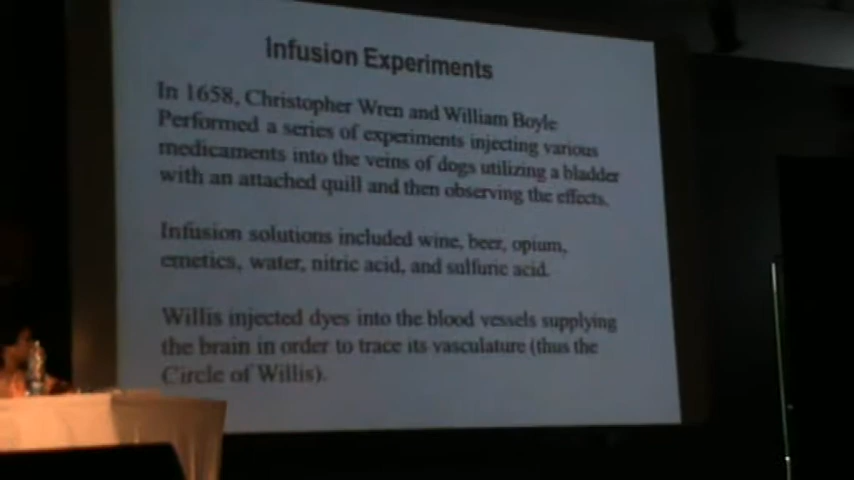 Infusion Experiments
In 1658, Christopher Wren and William Boyle
Performed a series of experiments injecting various
medicaments into the veins of dogs utilizing a bladder
with an attached quill and then observing the effects.
Infusion solutions included wine, beer, opium,
emetics, water, nitric acid, and sulfuric acid.
Willis injected dyes into the blood vessels supplying
the brain in order to trace its vasculature (thus the
Circle of Willis).